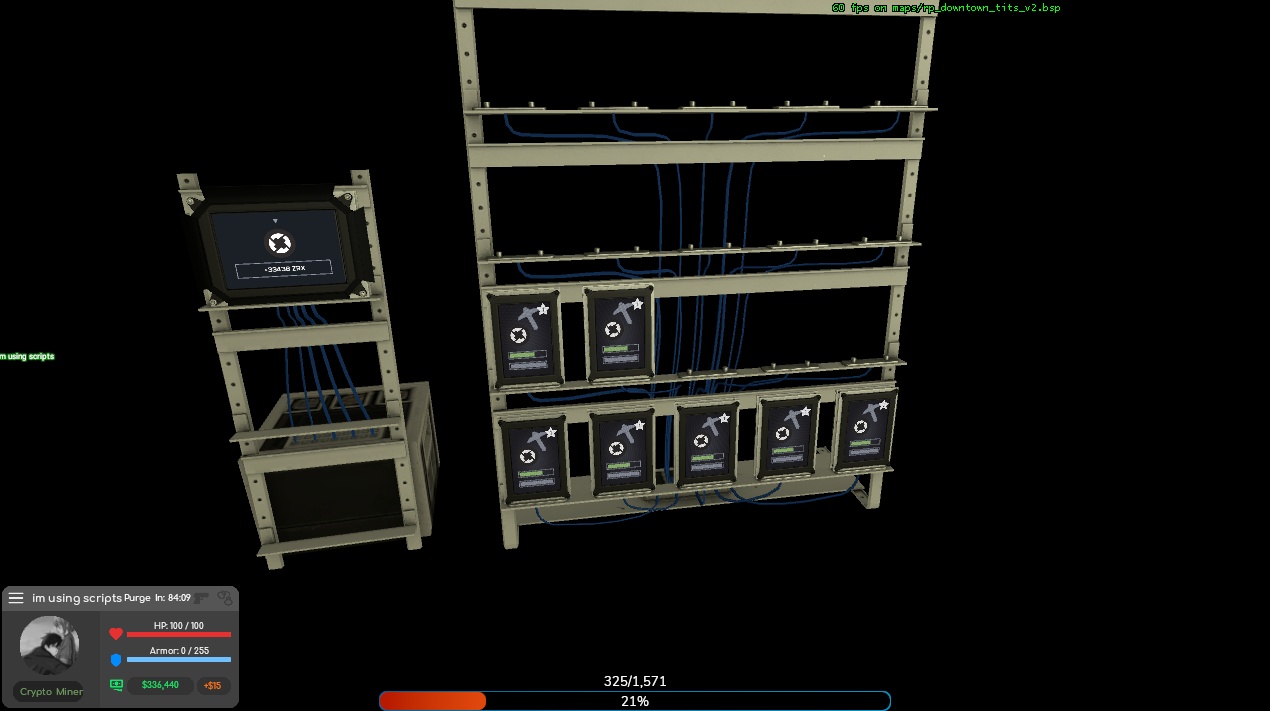 60 fps on maps/rp_downtown_tits_v2.bsp
+33438 ZRX
m using scripts
im using scripts Purge In: 84:09
HP: 100 / 100
Armor: 0 / 255
Crypto Miner
$336,440
+$15
325/1,571
21%